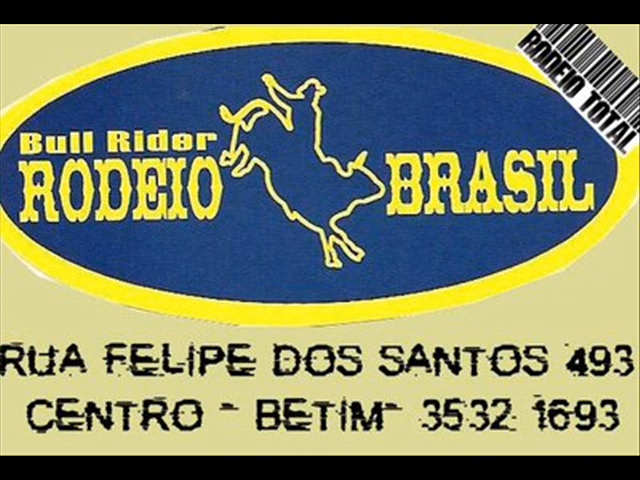 RODEIO TOTAL
Bull Rider
RODEIO BRASIL
RUA FELIPE DOS SANTOS 493
CENTRO - BETIM- 3532 1693